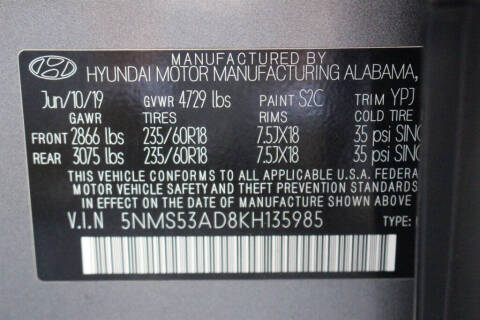 MANUFACTURED BY
HYUNDAI MOTOR MANUFACTURING ALABAMA,
Jun/10/19 GVWR 4729 lbs PAINT S2C TRIM YPJ
GAWR TIRES RIMS COLD TIRE
FRONT 2866 lbs 235/60R18 7.5JX18 35 psi SING
REAR 3075 lbs 235/60R18 7.5JX18 35 psi SING
THIS VEHICLE CONFORMS TO ALL APPLICABLE U.S.A. FEDERA
MOTOR VEHICLE SAFETY AND THEFT PREVENTION STANDARDS
IN EFFECT ON THE DATE OF MANUFACTURE SHOWN ABOVE
V.I.N 5NMS53AD8KH135985 TYPE: